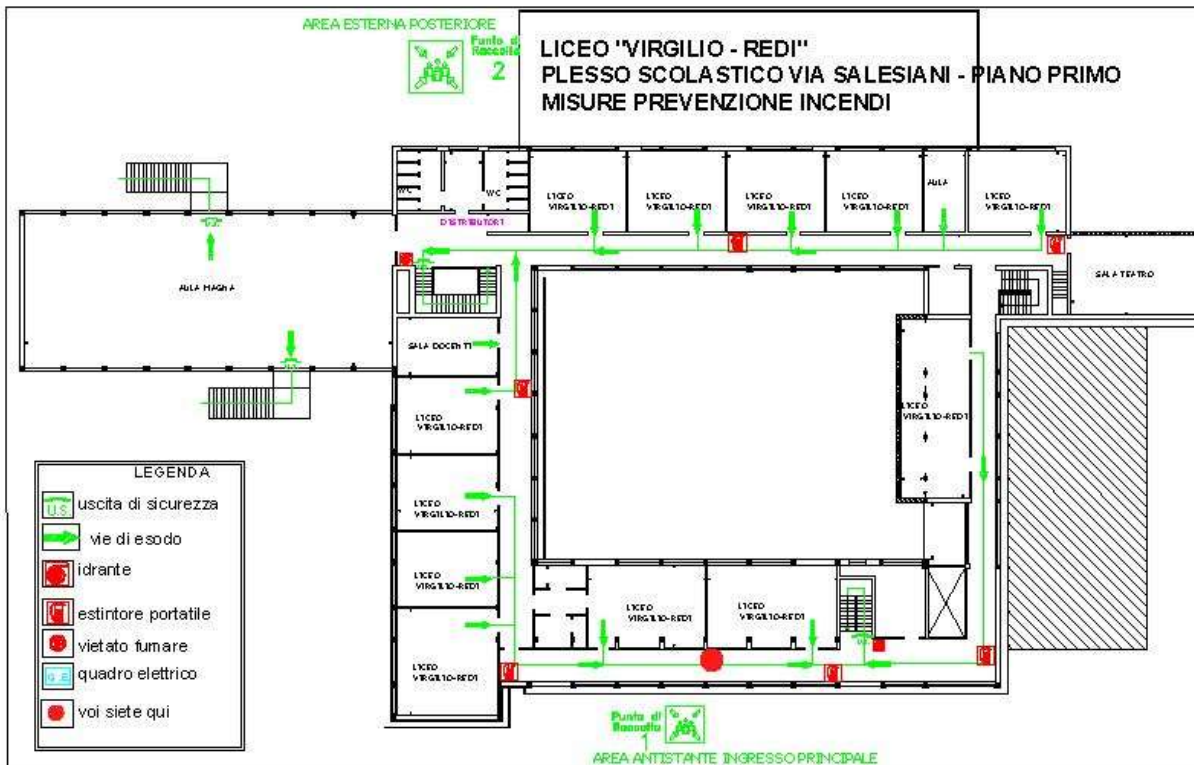 AREA ESTERNA POSTERIORE
Punto di
Raccolta
2
LICEO "VIRGILIO - REDI"
PLESSO SCOLASTICO VIA SALESIANI - PIANO PRIMO
MISURE PREVENZIONE INCENDI
WC
WC
DISTRIBUTORI
LICEO
VIRGILIO-REDI
LICEO
VIRGILIO-REDI
LICEO
VIRGILIO-REDI
LICEO
VIRGILIO-REDI
AULA
LICEO
VIRGILIO-REDI
SALA TEATRO
AULA MAGNA
SALA DOCENTI
LICEO
VIRGILIO-REDI
LICEO
VIRGILIO-REDI
LICEO
VIRGILIO-REDI
LICEO
VIRGILIO-REDI
LICEO
VIRGILIO-REDI
LICEO
VIRGILIO-REDI
LICEO
VIRGILIO-REDI
LEGENDA
U.S.
uscita di sicurezza
vie di esodo
idrante
estintore portatile
vietato fumare
quadro elettrico
voi siete qui
Punto di
Raccolta
1
AREA ANTISTANTE INGRESSO PRINCIPALE